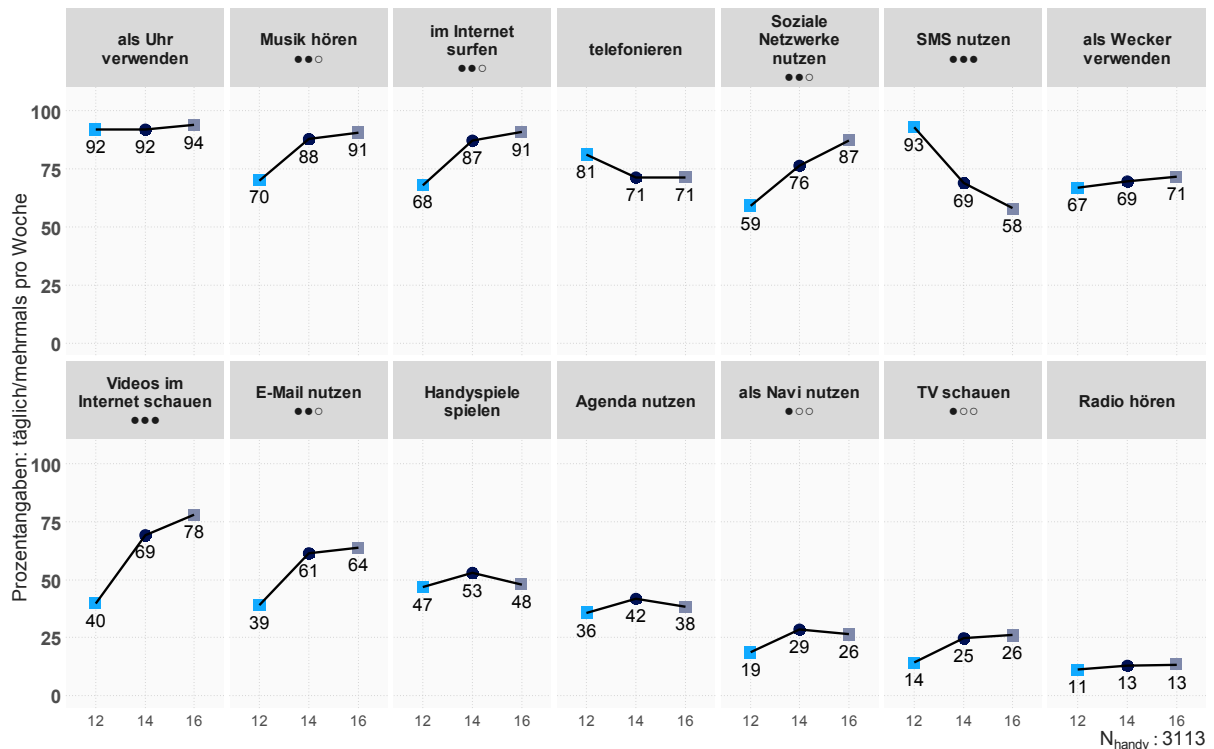 als Uhr
verwenden
Musik hören
●●○
im Internet
surfen
●●○
telefonieren
Soziale
Netzwerke
nutzen
●●○
SMS nutzen
●●●
als Wecker
verwenden
Prozentangaben: täglich/mehrmals pro Woche
100
75
50
25
0
92 92 94
70 88 91
68 87 91
81 71 71
59 76 87
93 69 58
67 69 71
Videos im
Internet schauen
●●●
E-Mail nutzen
●●○
Handyspiele
spielen
Agenda nutzen
als Navi nutzen
●○○
TV schauen
●○○
Radio hören
100
75
50
25
0
40 69 78
39 61 64
47 53 48
36 42 38
19 29 26
14 25 26
11 13 13
12 14 16
12 14 16
12 14 16
12 14 16
12 14 16
12 14 16
12 14 16
Nhandy : 3113